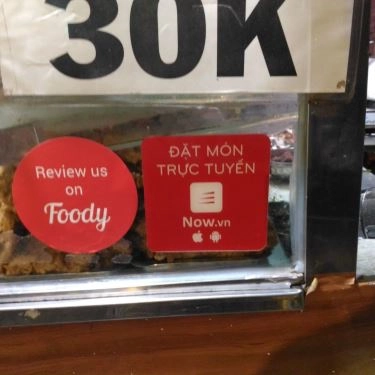 30K
Review us
on
Foody
ĐẶT MÓN
TRỰC TUYẾN
Now.vn